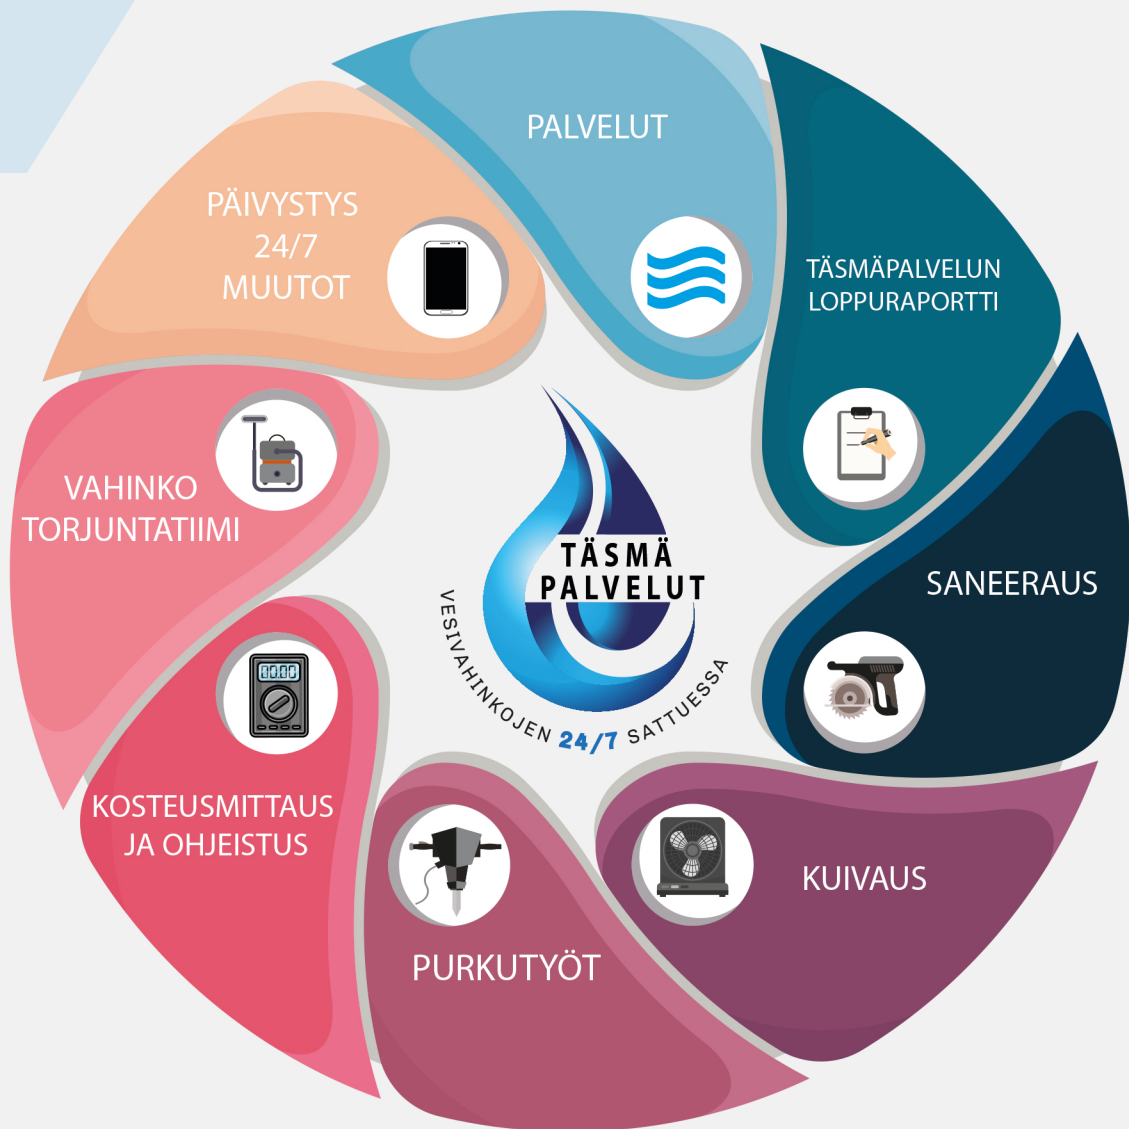 PALVELUT
TÄSMÄPALVELUN
LOPPURAPORTTI
SANEERAUS
KUIVAUS
PURKUTYÖT
KOSTEUSMITTAUS
JA OHJEISTUS
VAHINKO
TORJUNTATIIMI
PÄIVYSTYS
24/7
MUUTOT
TÄSMÄ
PALVELUT
VESIVAHINKOJEN 24/7 SATTUESSA
00.00